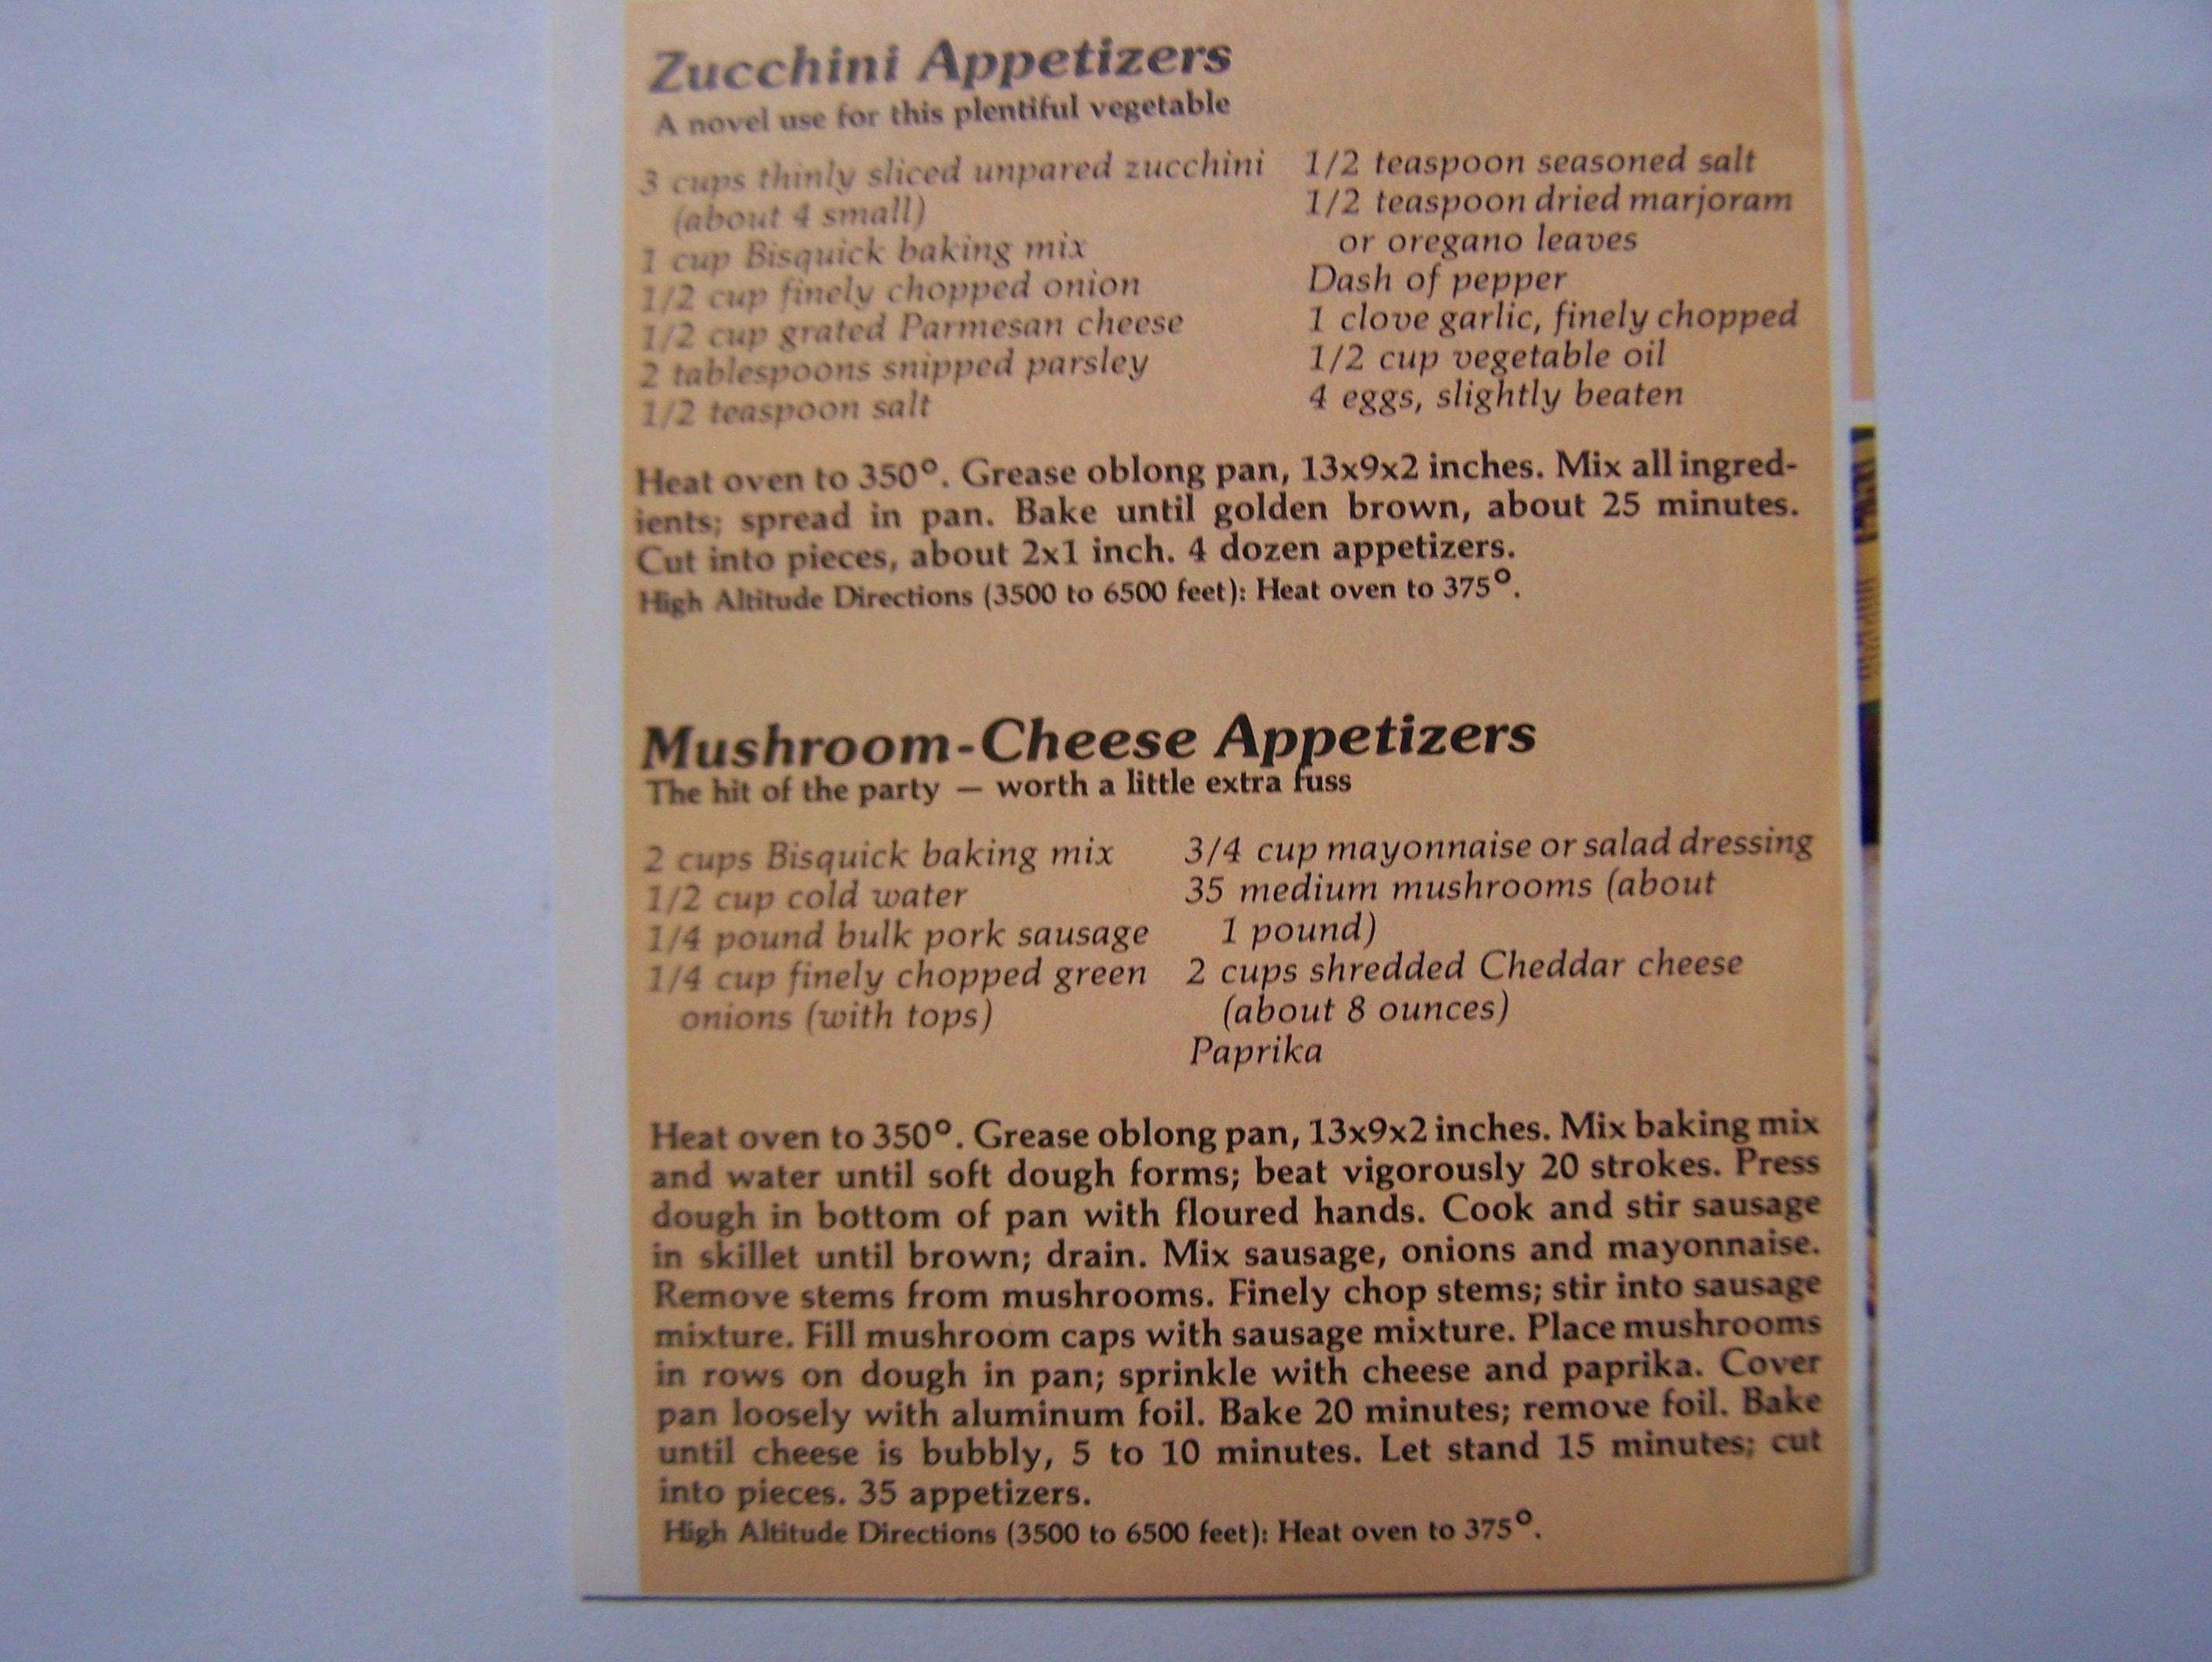 Zucchini Appetizers
A novel use for this plentiful vegetable
3 cups thinly sliced unpared zucchini
(about 4 small)
1 cup Bisquick baking mix
1/2 cup finely chopped onion
1/2 cup grated Parmesan cheese
2 tablespoons snipped parsley
1/2 teaspoon salt
1/2 teaspoon seasoned salt
1/2 teaspoon dried marjoram
or oregano leaves
Dash of pepper
1 clove garlic, finely chopped
1/2 cup vegetable oil
4 eggs, slightly beaten
Heat oven to 350°. Grease oblong pan, 13x9x2 inches. Mix all ingred-
ients; spread in pan. Bake until golden brown, about 25 minutes.
Cut into pieces, about 2x1 inch. 4 dozen appetizers.
High Altitude Directions (3500 to 6500 feet): Heat oven to 375°.
Mushroom-Cheese Appetizers
The hit of the party — worth a little extra fuss
2 cups Bisquick baking mix
1/2 cup cold water
1/4 pound bulk pork sausage
1/4 cup finely chopped green
onions (with tops)
3/4 cup mayonnaise or salad dressing
35 medium mushrooms (about
1 pound)
2 cups shredded Cheddar cheese
(about 8 ounces)
Paprika
Heat oven to 350°. Grease oblong pan, 13x9x2 inches. Mix baking mix
and water until soft dough forms; beat vigorously 20 strokes. Press
dough in bottom of pan with floured hands. Cook and stir sausage
in skillet until brown; drain. Mix sausage, onions and mayonnaise.
Remove stems from mushrooms. Finely chop stems; stir into sausage
mixture. Fill mushroom caps with sausage mixture. Place mushrooms
in rows on dough in pan; sprinkle with cheese and paprika. Cover
pan loosely with aluminum foil. Bake 20 minutes; remove foil. Bake
until cheese is bubbly, 5 to 10 minutes. Let stand 15 minutes; cut
into pieces. 35 appetizers.
High Altitude Directions (3500 to 6500 feet): Heat oven to 375°.